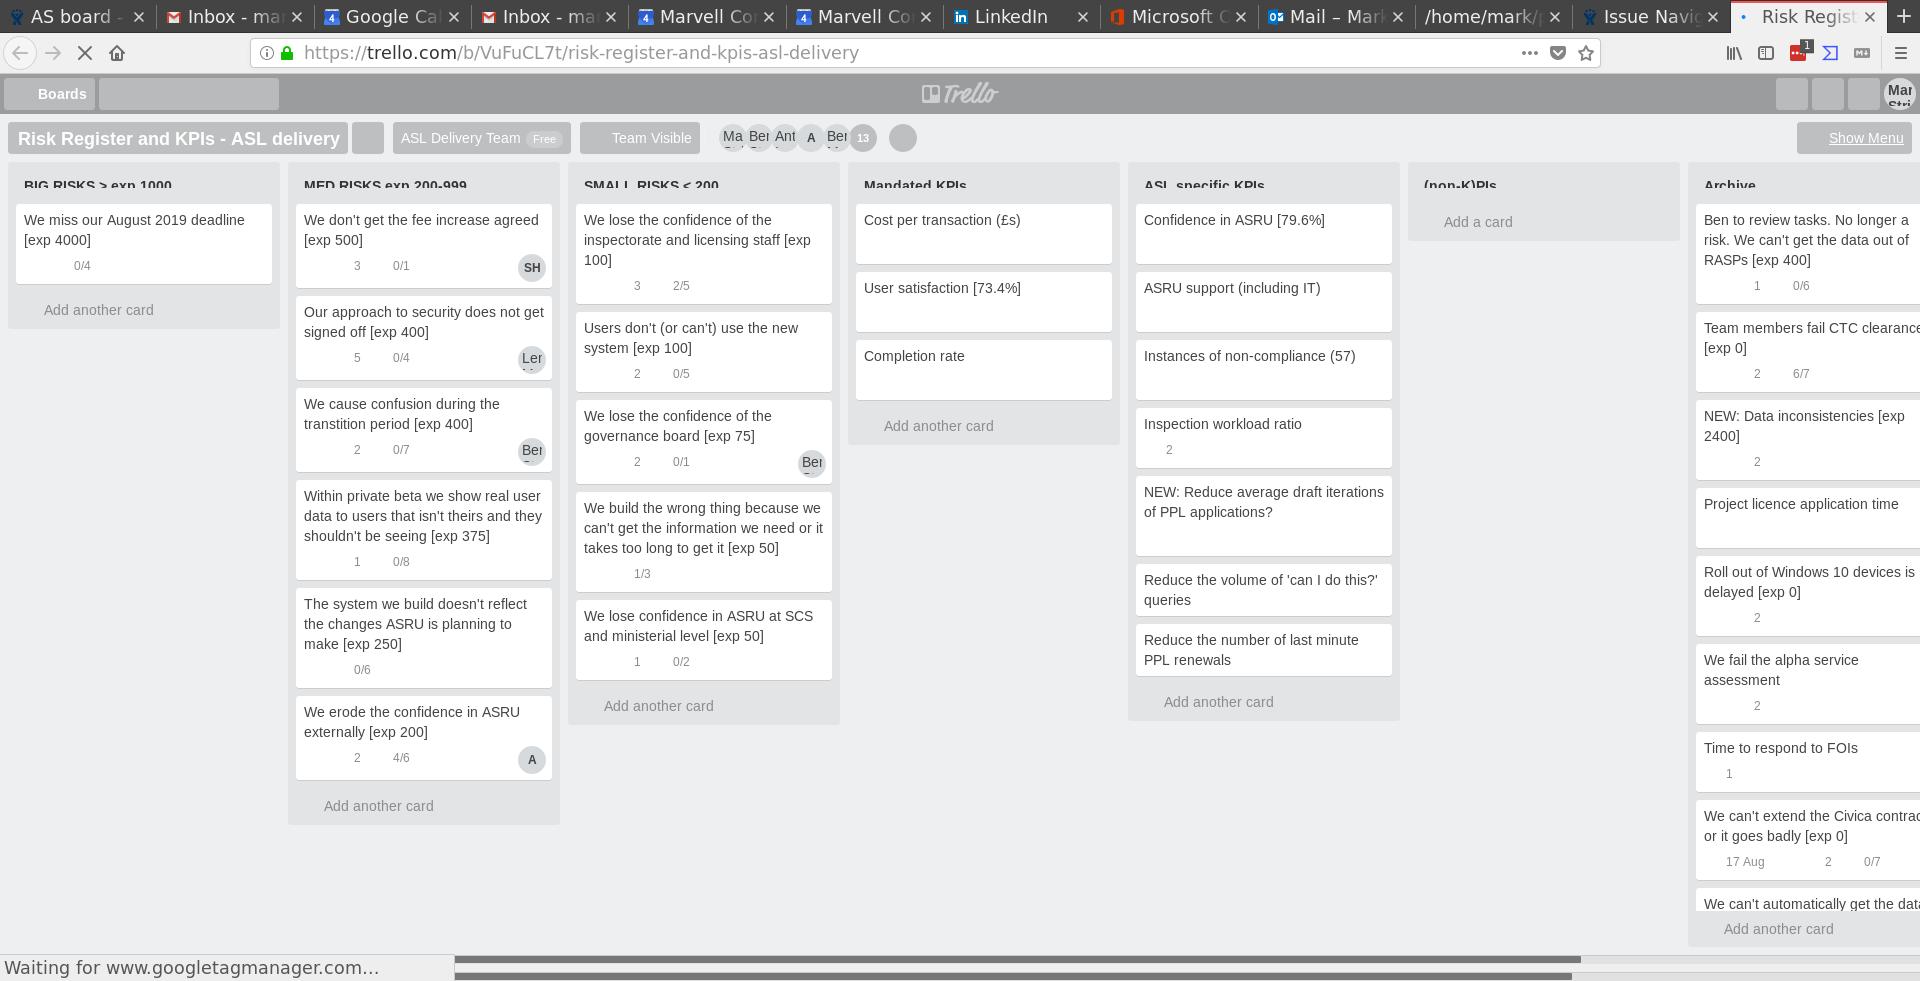 AS board -
Inbox - mar
Google Cal
Inbox - mar
Marvell Co
Marvell Co
LinkedIn
Microsoft O
Mail – Mark
/home/mark/
Issue Navig
Risk Regist
https://trello.com/b/VuFuCL7t/risk-register-and-kpis-asl-delivery
1
Boards
Trello
Mar
Risk Register and KPIs - ASL delivery
ASL Delivery Team Free
Team Visible
Ma
Ber
Ant
A
Ber
13
Show Menu
BIG RISKS > exp 1000
We miss our August 2019 deadline
[exp 4000]
0/4
Add another card
MED RISKS exp 200-999
We don't get the fee increase agreed
[exp 500]
3 0/1
SH
Our approach to security does not get
signed off [exp 400]
5 0/4
Ler
We cause confusion during the
transtition period [exp 400]
2 0/7
Ber
Within private beta we show real user
data to users that isn't theirs and they
shouldn't be seeing [exp 375]
1 0/8
The system we build doesn't reflect
the changes ASRU is planning to
make [exp 250]
0/6
We erode the confidence in ASRU
externally [exp 200]
2 4/6
A
Add another card
SMALL RISKS < 200
We lose the confidence of the
inspectorate and licensing staff [exp
100]
3 2/5
Users don't (or can't) use the new
system [exp 100]
2 0/5
We lose the confidence of the
governance board [exp 75]
2 0/1
Ber
We build the wrong thing because we
can't get the information we need or it
takes too long to get it [exp 50]
1/3
We lose confidence in ASRU at SCS
and ministerial level [exp 50]
1 0/2
Add another card
Mandated KPIs
Cost per transaction (£s)
User satisfaction [73.4%]
Completion rate
Add another card
ASL specific KPIs
Confidence in ASRU [79.6%]
ASRU support (including IT)
Instances of non-compliance (57)
Inspection workload ratio
2
NEW: Reduce average draft iterations
of PPL applications?
Reduce the volume of 'can I do this?'
queries
Reduce the number of last minute
PPL renewals
Add another card
(non-K)PIs
Add a card
Archive
Ben to review tasks. No longer a
risk. We can't get the data out of
RASPs [exp 400]
1 0/6
Team members fail CTC clearance
[exp 0]
2 6/7
NEW: Data inconsistencies [exp
2400]
2
Project licence application time
Roll out of Windows 10 devices is
delayed [exp 0]
2
We fail the alpha service
assessment
2
Time to respond to FOIs
1
We can't extend the Civica contrac
or it goes badly [exp 0]
17 Aug 2 0/7
We can't automatically get the data
Add another card
Waiting for www.googletagmanager.com...